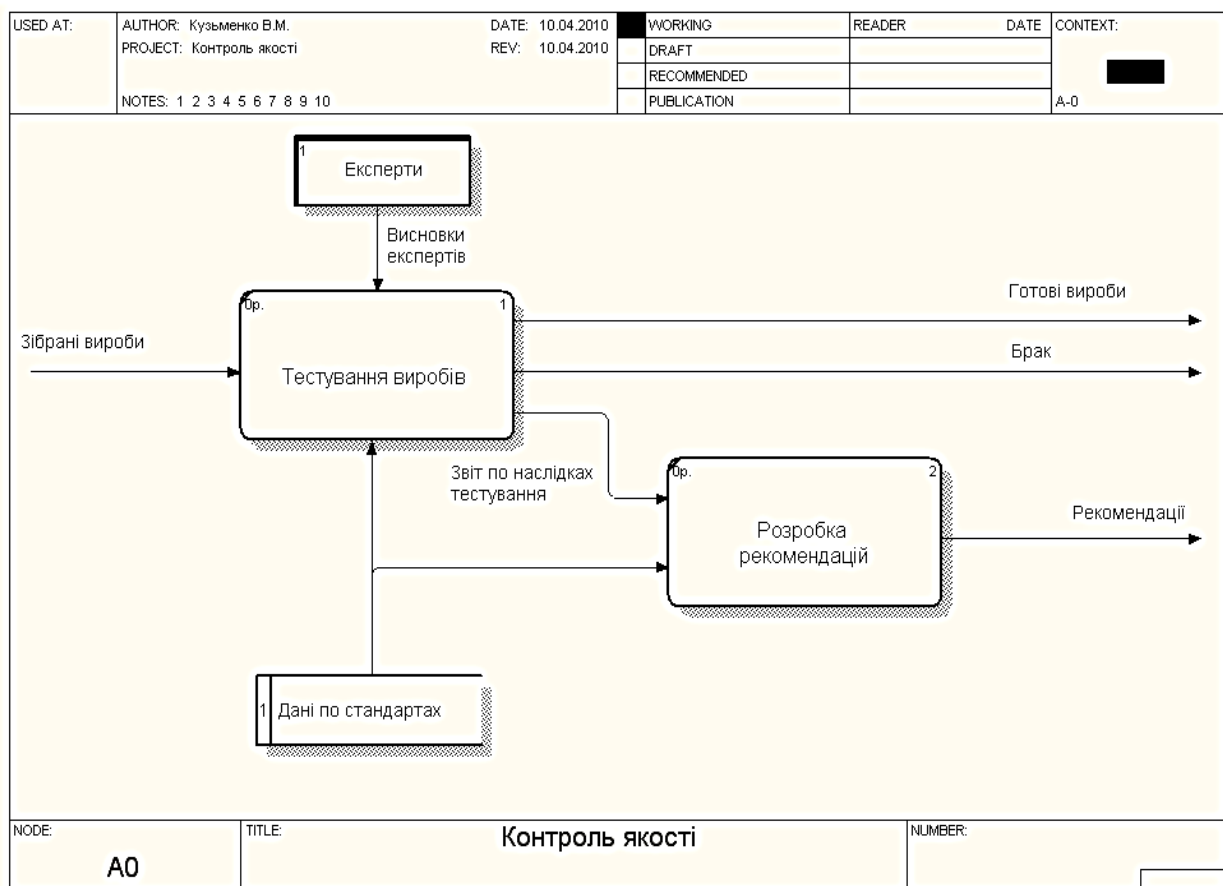 USED AT:
AUTHOR: Кузьменко В.М.
DATE: 10.04.2010
PROJECT: Контроль якості
REV: 10.04.2010
NOTES: 1 2 3 4 5 6 7 8 9 10
WORKING
DRAFT
RECOMMENDED
PUBLICATION
READER
DATE
CONTEXT:
A-0
1
Експерти
Висновки
експертів
0р.
1
Тестування виробів
Зібрані вироби
Готові вироби
Брак
Звіт по наслідках
тестування
0р.
2
Розробка
рекомендацій
Рекомендації
1
Дані по стандартах
NODE:
A0
TITLE:
Контроль якості
NUMBER: